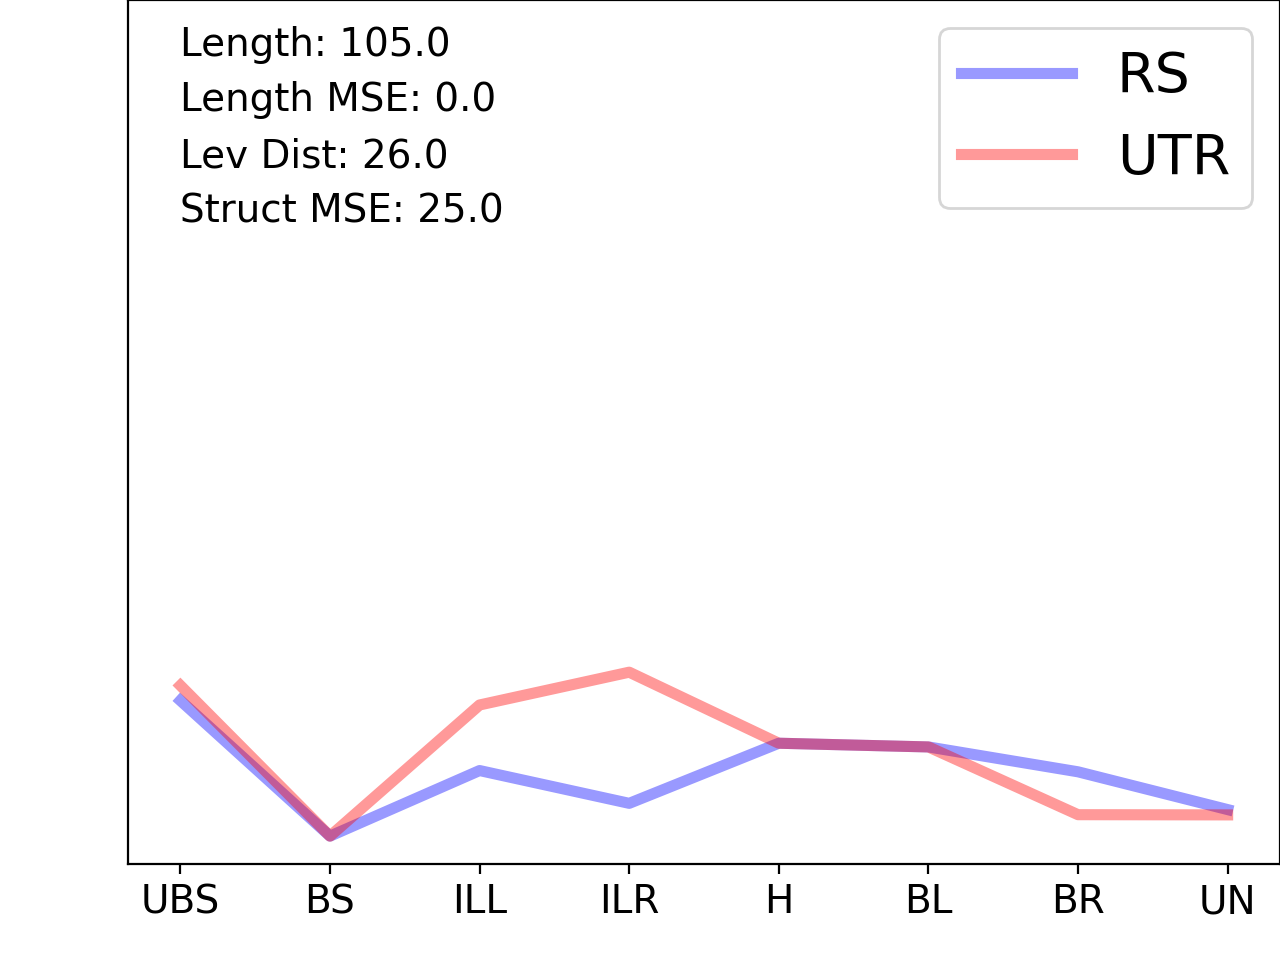 Length: 105.0
Length MSE: 0.0
Lev Dist: 26.0
Struct MSE: 25.0
RS
UTR
UBS BS ILL ILR H BL BR UN